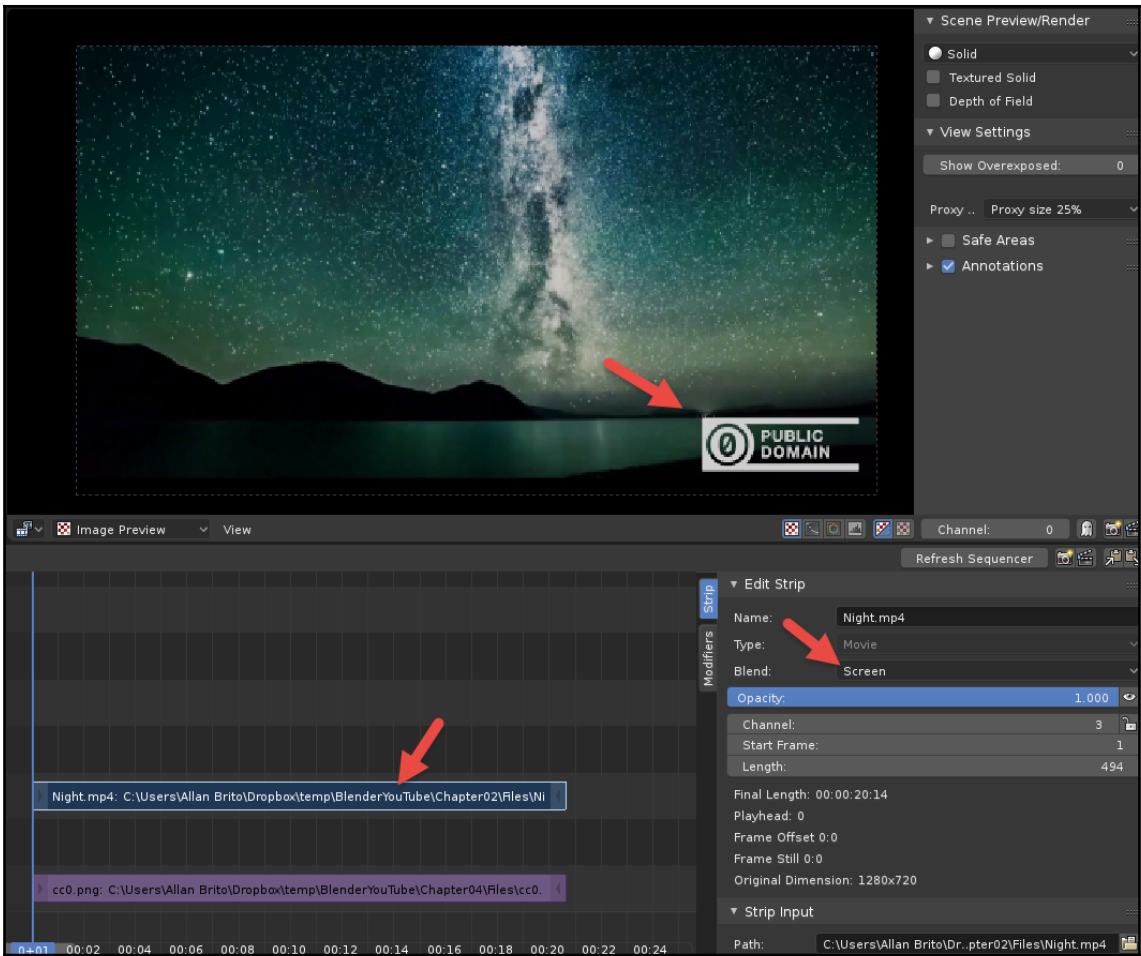 Scene Preview/Render
Solid
Textured Solid
Depth of Field
View Settings
Show Overexposed: 0
Proxy .. Proxy size 25%
Safe Areas
Annotations
0 PUBLIC
DOMAIN
Image Preview View Channel: 0
Refresh Sequencer
Strip
Modifiers
Edit Strip
Name: Night.mp4
Type: Movie
Blend: Screen
Opacity: 1.000
Channel: 3
Start Frame: 1
Length: 494
Final Length: 00:00:20:14
Playhead: 0
Frame Offset 0:0
Frame Still 0:0
Original Dimension: 1280x720
Strip Input
Path: C:\Users\Allan Brito\Dr..pter02\Files\Night.mp4
Night.mp4: C:\Users\Allan Brito\Dropbox\temp\BlenderYouTube\Chapter02\Files\Ni
cc0.png: C:\Users\Allan Brito\Dropbox\temp\BlenderYouTube\Chapter04\Files\cc0.
0+01 00:02 00:04 00:06 00:08 00:10 00:12 00:14 00:16 00:18 00:20 00:22 00:24